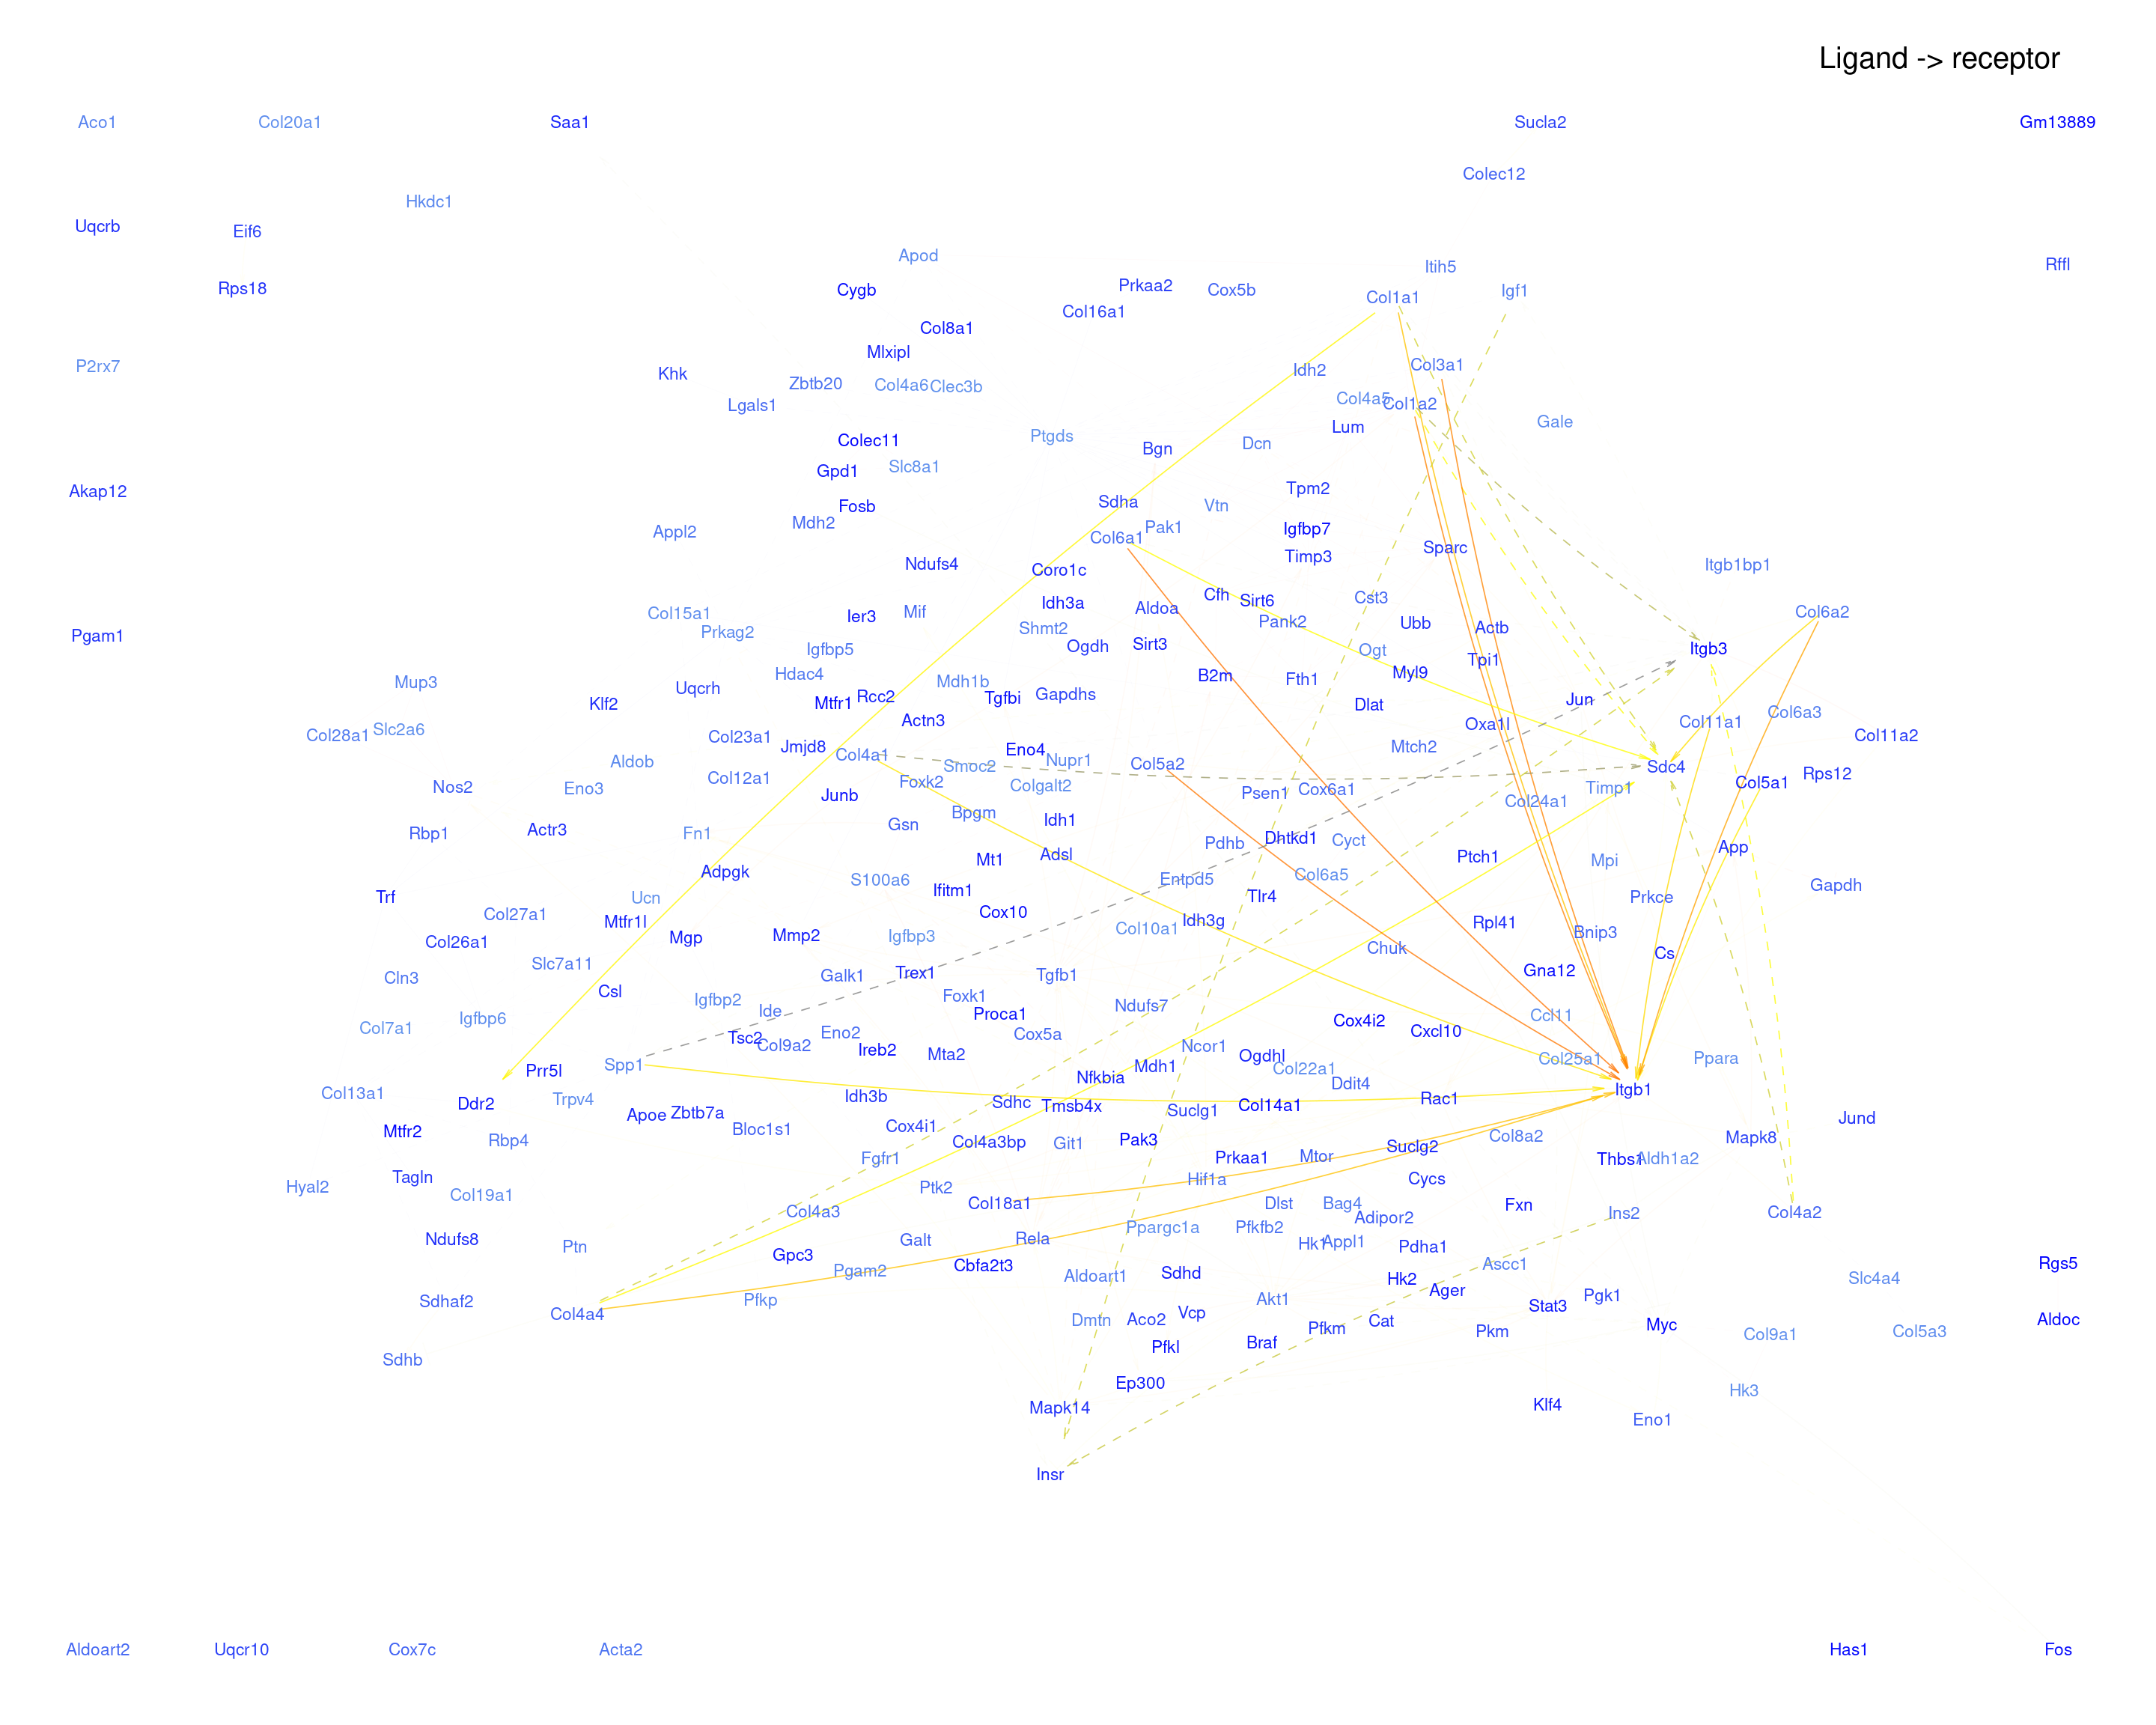 Ligand -> receptor
Aco1
Col20a1
Saa1
Sucla2
Gm13889
Colec12
Hkdc1
Uqcrb
Eif6
Apod
Itih5
Rffl
Rps18
Cygb
Prkaa2
Cox5b
Col1a1
Igf1
Col16a1
Col8a1
Mlxipl
P2rx7
Khk
Idh2
Col3a1
Zbtb20
Col4a6
Clec3b
Col4a5
Col1a2
Lgals1
Gale
Lum
Ptgds
Colec11
Bgn
Dcn
Gpd1
Slc8a1
Akap12
Tpm2
Fosb
Sdha
Vtn
Mdh2
Appl2
Pak1
Igfbp7
Col6a1
Sparc
Timp3
Ndufs4
Itgb1bp1
Coro1c
Cfh
Sirt6
Cst3
Idh3a
Aldoa
Col15a1
Ier3
Mif
Col6a2
Pank2
Ubb
Prkag2
Shmt2
Actb
Pgam1
Igfbp5
Ogdh
Sirt3
Ogt
Itgb3
Tpi1
Hdac4
B2m
Fth1
Myl9
Mup3
Uqcrh
Mdh1b
Klf2
Mtfr1
Rcc2
Tgfbi
Gapdhs
Dlat
Jun
Actn3
Oxa1l
Col11a1
Col6a3
Col28a1
Slc2a6
Col23a1
Jmjd8
Col4a1
Eno4
Mtch2
Col11a2
Aldob
Smoc2
Nupr1
Col5a2
Sdc4
Rps12
Nos2
Eno3
Col12a1
Foxk2
Colgalt2
Psen1
Cox6a1
Timp1
Col5a1
Junb
Col24a1
Bpgm
Idh1
Rbp1
Actr3
Fn1
Gsn
Pdhb
Dhtkd1
Cyct
App
Mt1
Adsl
Ptch1
Mpi
Adpgk
S100a6
Entpd5
Col6a5
Gapdh
Trf
Ucn
Ifitm1
Tlr4
Prkce
Col27a1
Mtfr1l
Cox10
Idh3g
Rpl41
Col26a1
Mgp
Mmp2
Igfbp3
Col10a1
Chuk
Bnip3
Cs
Cln3
Slc7a11
Galk1
Trex1
Tgfb1
Gna12
Csl
Igfbp2
Foxk1
Ndufs7
Col7a1
Igfbp6
Ide
Proca1
Cox4i2
Ccl11
Tsc2
Col9a2
Eno2
Cox5a
Cxcl10
Ireb2
Mta2
Ncor1
Ogdhl
Col25a1
Ppara
Spp1
Prr5l
Mdh1
Col22a1
Nfkbia
Ddit4
Itgb1
Col13a1
Ddr2
Trpv4
Idh3b
Sdhc
Tmsb4x
Suclg1
Col14a1
Rac1
Apoe
Zbtb7a
Jund
Mtfr2
Rbp4
Bloc1s1
Cox4i1
Col4a3bp
Git1
Pak3
Col8a2
Mapk8
Fgfr1
Prkaa1
Mtor
Suclg2
Thbs1
Aldh1a2
Hyal2
Tagln
Col19a1
Ptk2
Col18a1
Hif1a
Cycs
Col4a3
Dlst
Bag4
Adipor2
Fxn
Ins2
Col4a2
Ndufs8
Ptn
Galt
Rela
Ppargc1a
Pfkfb2
Hk1
Appl1
Pdha1
Gpc3
Pgam2
Cbfa2t3
Aldoart1
Sdhd
Hk2
Ascc1
Slc4a4
Rgs5
Sdhaf2
Col4a4
Pfkp
Akt1
Ager
Stat3
Pgk1
Dmtn
Aco2
Vcp
Pfkm
Cat
Pkm
Myc
Col9a1
Col5a3
Aldoc
Sdhb
Pfkl
Braf
Ep300
Hk3
Mapk14
Klf4
Eno1
Insr
Aldoart2
Uqcr10
Cox7c
Acta2
Has1
Fos